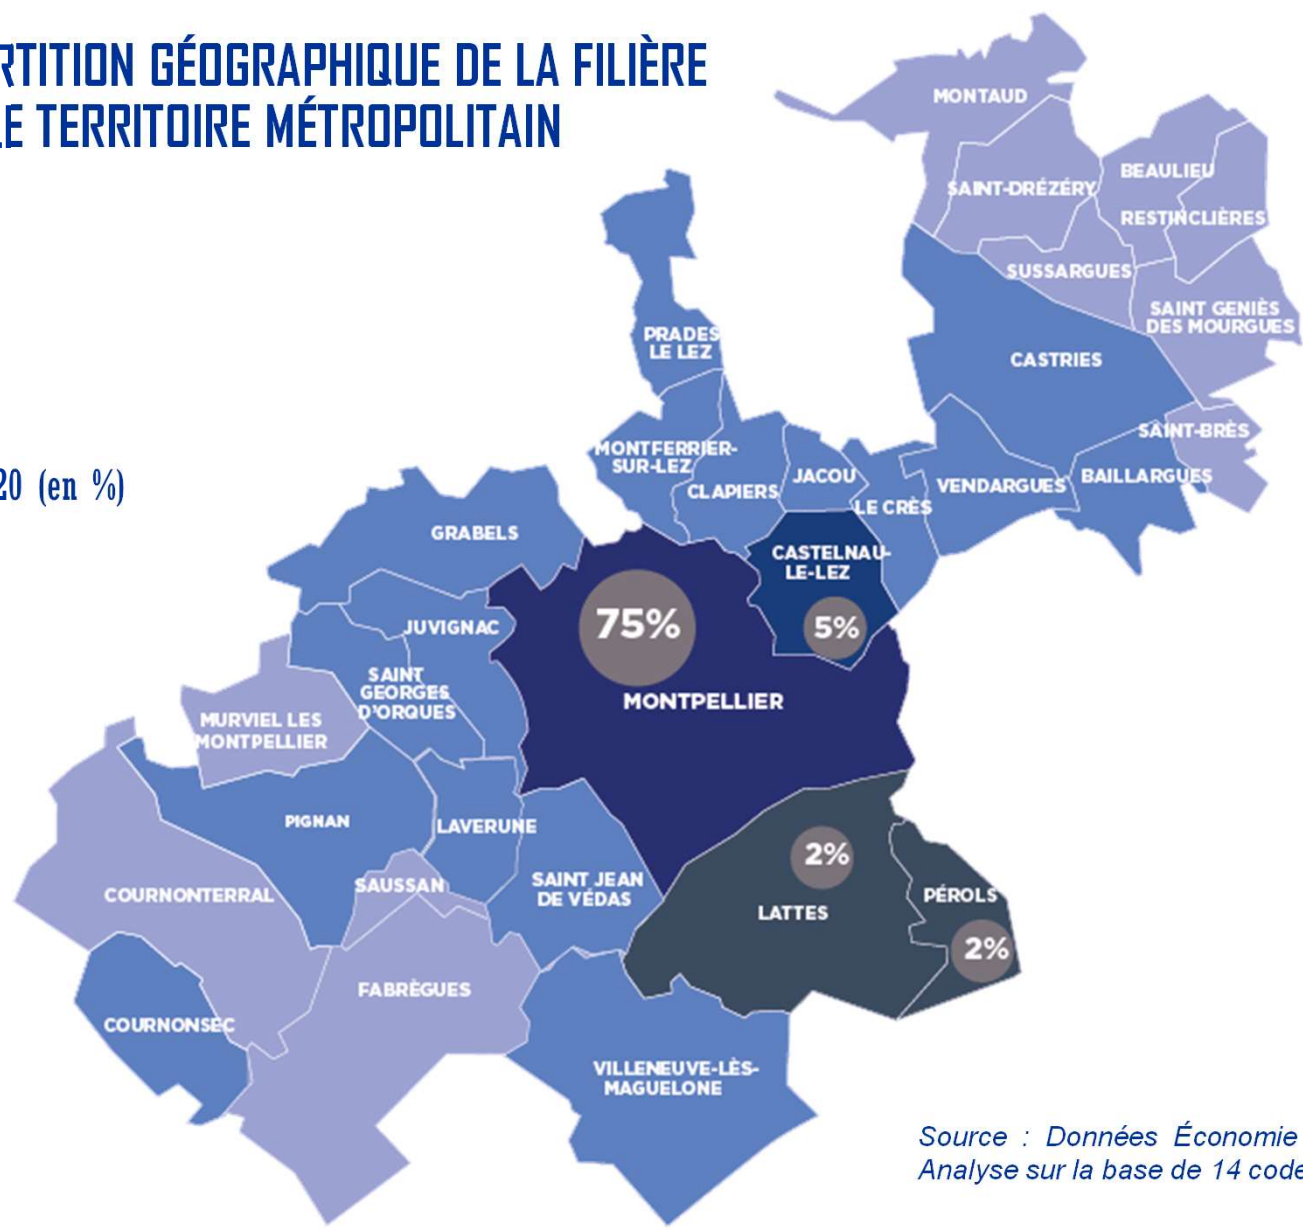 RTITION GÉOGRAPHIQUE DE LA FILIÈRE
LE TERRITOIRE MÉTROPOLITAIN
20 (en %)
MONTAUD
SAINT-DRÉZÉRY
BEAULIEU
RESTINCLIÈRES
SUSSARGUES
SAINT GENIÈS
DES MOURGUES
PRADES
LE LEZ
CASTRIES
SAINT-BRÈS
MONTFERRIER-
SUR-LEZ
CLAPIERS
JACOU
LE CRÈS
VENDARGUES
BAILLARGUES
GRABELS
CASTELNAU-
LE-LEZ
5%
75%
MONTPELLIER
JUVIGNAC
SAINT
GEORGES
D'ORQUES
MURVIEL LES
MONTPELLIER
PIGNAN
LAVERUNE
COURNONTERRAL
SAUSSAN
SAINT JEAN
DE VÉDAS
2%
LATTES
PÉROLS
2%
FABRÈGUES
COURNONSEC
VILLENEUVE-LÈS-
MAGUELONE
Source : Données Économie
Analyse sur la base de 14 code